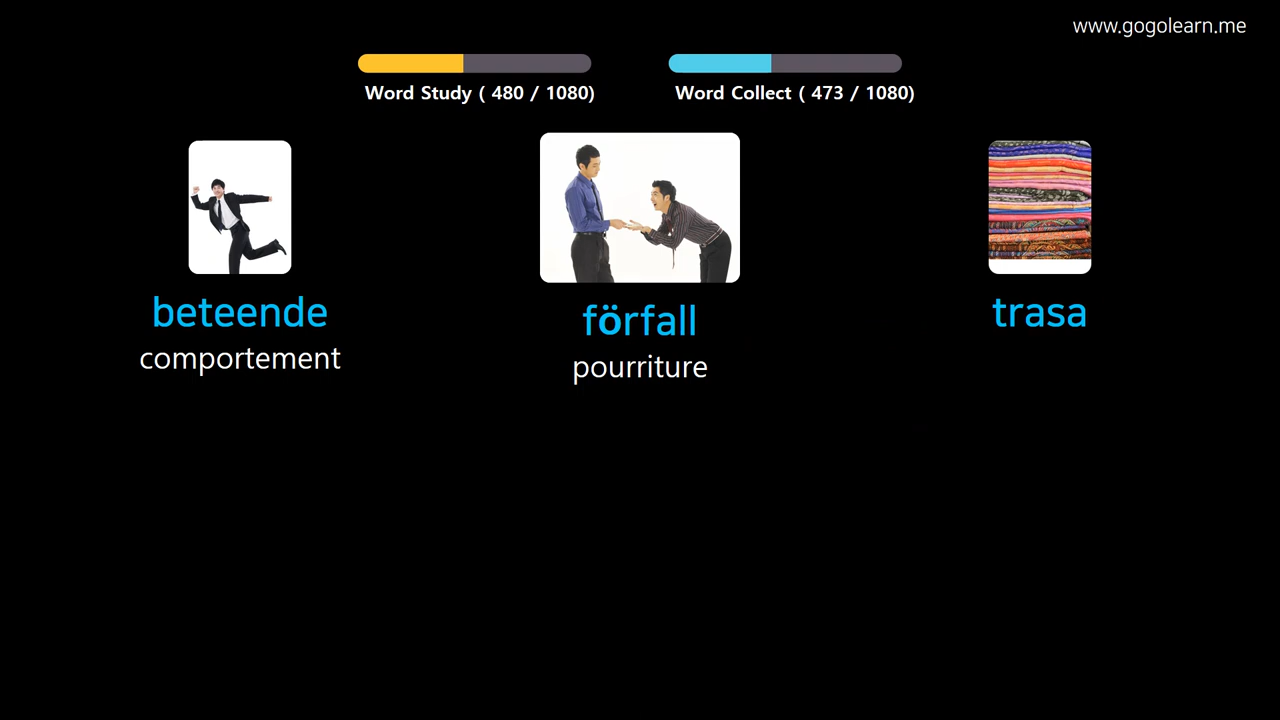 www.gogolearn.me
Word Study ( 480 / 1080)
Word Collect ( 473 / 1080)
beteende
comportement
förfall
pourriture
trasa